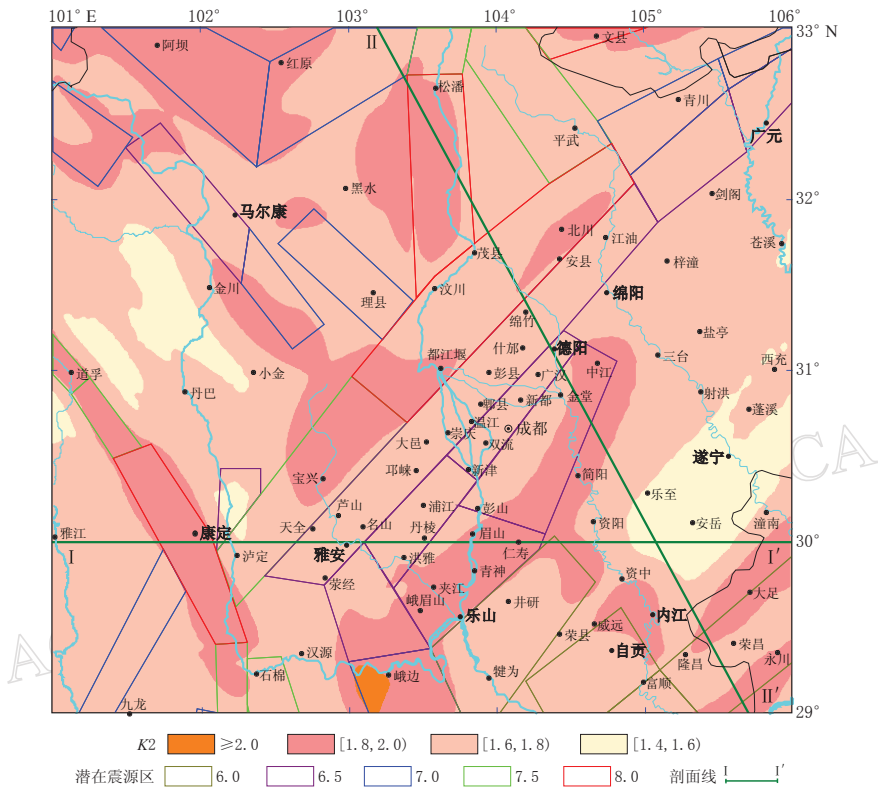 101° E 102° 103° 104° 105° 106°
33° N
II
阿坝
红原
文县
松潘
青川
广元
平武
黑水
剑阁
32°
马尔康
北川
江油
苍溪
茂县
安县
梓潼
金川
理县
汶川
绵阳
绵竹
盐亭
什邡
德阳
三台
都江堰
中江
西充
31°
道孚
小金
彭县
广汉
丹巴
新都
金堂
射洪
郫县
蓬溪
温江
成都
崇庆
大邑
双流
遂宁
CA
邛崃
新津
宝兴
简阳
乐至
芦山
浦江
彭山
天全
名山
资阳
安岳
潼南
雅江
康定
丹棱
眉山
30°
I
泸定
雅安
洪雅
仁寿
I′
青神
资中
荥经
夹江
大足
峨眉山
井研
乐山
内江
威远
荣县
A
汉源
自贡
隆昌
荣昌
永川
石棉
峨边
犍为
富顺
II′
九龙
29°
K2 ≥2.0 [1.8, 2.0) [1.6, 1.8) [1.4, 1.6)
潜在震源区 6.0 6.5 7.0 7.5 8.0 剖面线 I I′